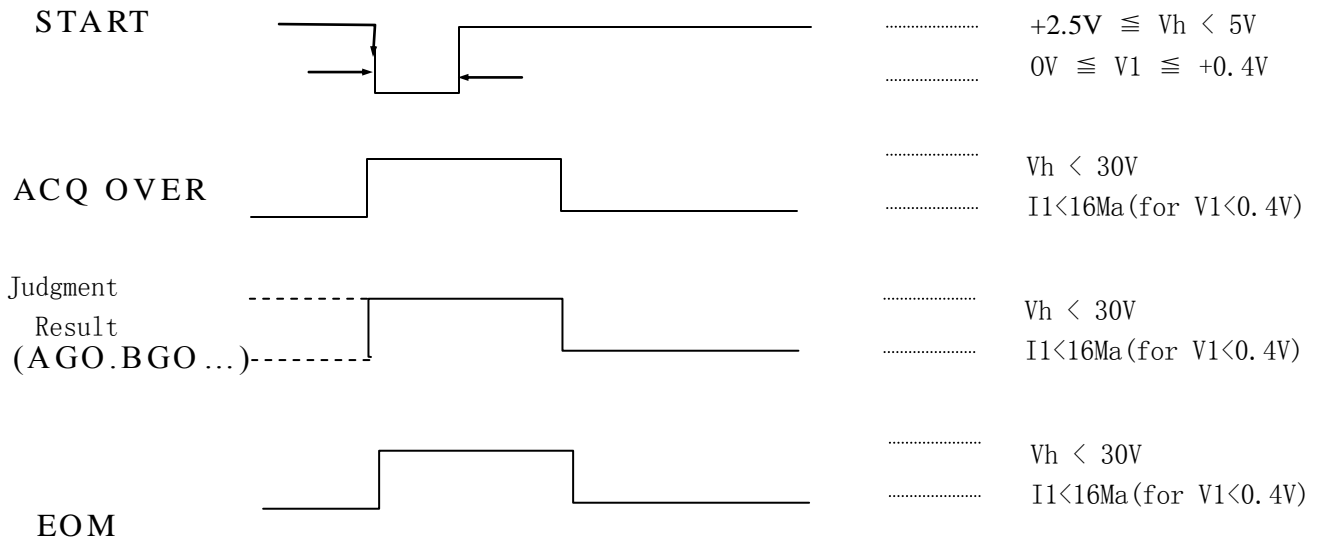 START
+2.5V ≦ Vh < 5V
0V ≦ V1 ≦ +0.4V
ACQ OVER
Vh < 30V
I1<16Ma(for V1<0.4V)
Judgment
Result
(AGO.BGO...)
Vh < 30V
I1<16Ma(for V1<0.4V)
EOM
Vh < 30V
I1<16Ma(for V1<0.4V)